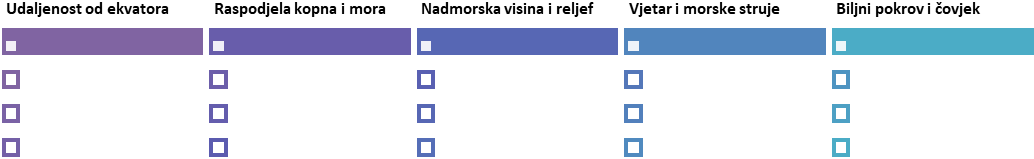 Udaljenost od ekvatora
Raspodjela kopna i mora
Nadmorska visina i reljef
Vjetar i morske struje
Biljni pokrov i čovjek